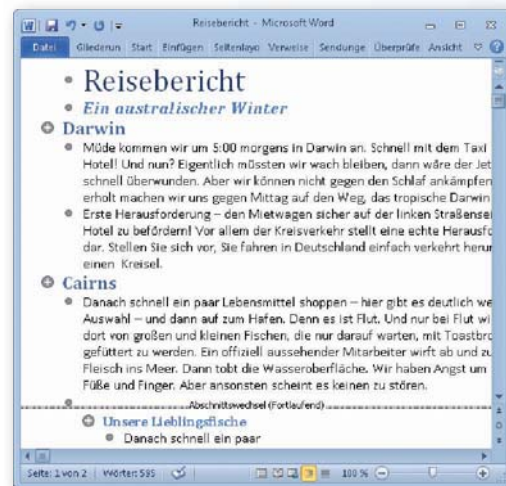 Reisebericht - Microsoft Word
Datei Gliederun Start Einfügen Seitenlayo Verweise Sendunge Überprüfe Ansicht
Reisebericht
Ein australischer Winter
Darwin
Müde kommen wir um 5:00 morgens in Darwin an. Schnell mit dem Taxi
Hotel! Und nun? Eigentlich müssten wir wach bleiben, dann wäre der Jet
schnell überwunden. Aber wir können nicht gegen den Schlaf ankämpfen
erholt machen wir uns gegen Mittag auf den Weg, das tropische Darwin
Erste Herausforderung – den Mietwagen sicher auf der linken Straßensei
Hotel zu befördern! Vor allem der Kreisverkehr stellt eine echte Herausfo
dar. Stellen Sie sich vor, Sie fahren in Deutschland einfach verkehrt herur
einen Kreisel.
Cairns
Danach schnell ein paar Lebensmittel shoppen – hier gibt es deutlich we
Auswahl – und dann auf zum Hafen. Denn es ist Flut. Und nur bei Flut wi
dort von großen und kleinen Fischen, die nur darauf warten, mit Toastbro
gefüttert zu werden. Ein offiziell aussehender Mitarbeiter wirft ab und zu
Fleisch ins Meer. Dann tobt die Wasseroberfläche. Wir haben Angst um
Füße und Finger. Aber ansonsten scheint es keinen zu stören.
Abschnittswechsel (Fortlaufend)
Unsere Lieblingsfische
Danach schnell ein paar
Seite: 1 von 2 Wörter: 595 100 %